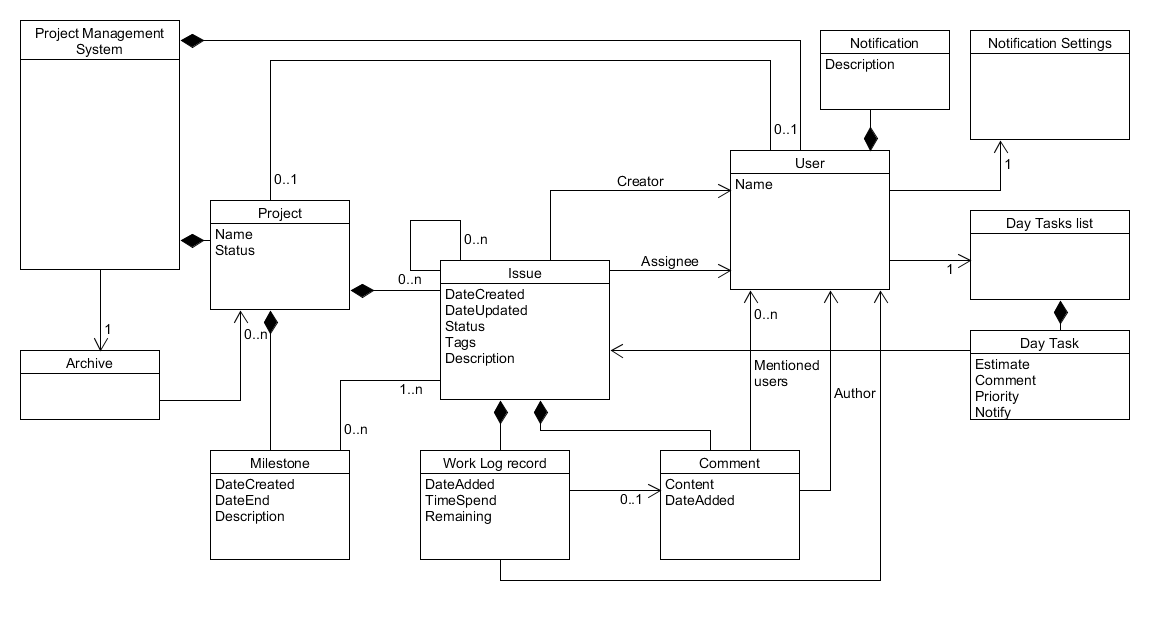 Project Management
System
Notification
Description
Notification Settings
0..1
0..1
User
Name
1
Creator
Project
Name
Status
0..n
Day Tasks list
Assignee
1
Issue
DateCreated
DateUpdated
Status
Tags
Description
0..n
1
Archive
0..n
0..n
Day Task
Estimate
Comment
Priority
Notify
Mentioned
users
Author
1..n
0..n
Milestone
DateCreated
DateEnd
Description
Work Log record
DateAdded
TimeSpend
Remaining
0..1
Comment
Content
DateAdded